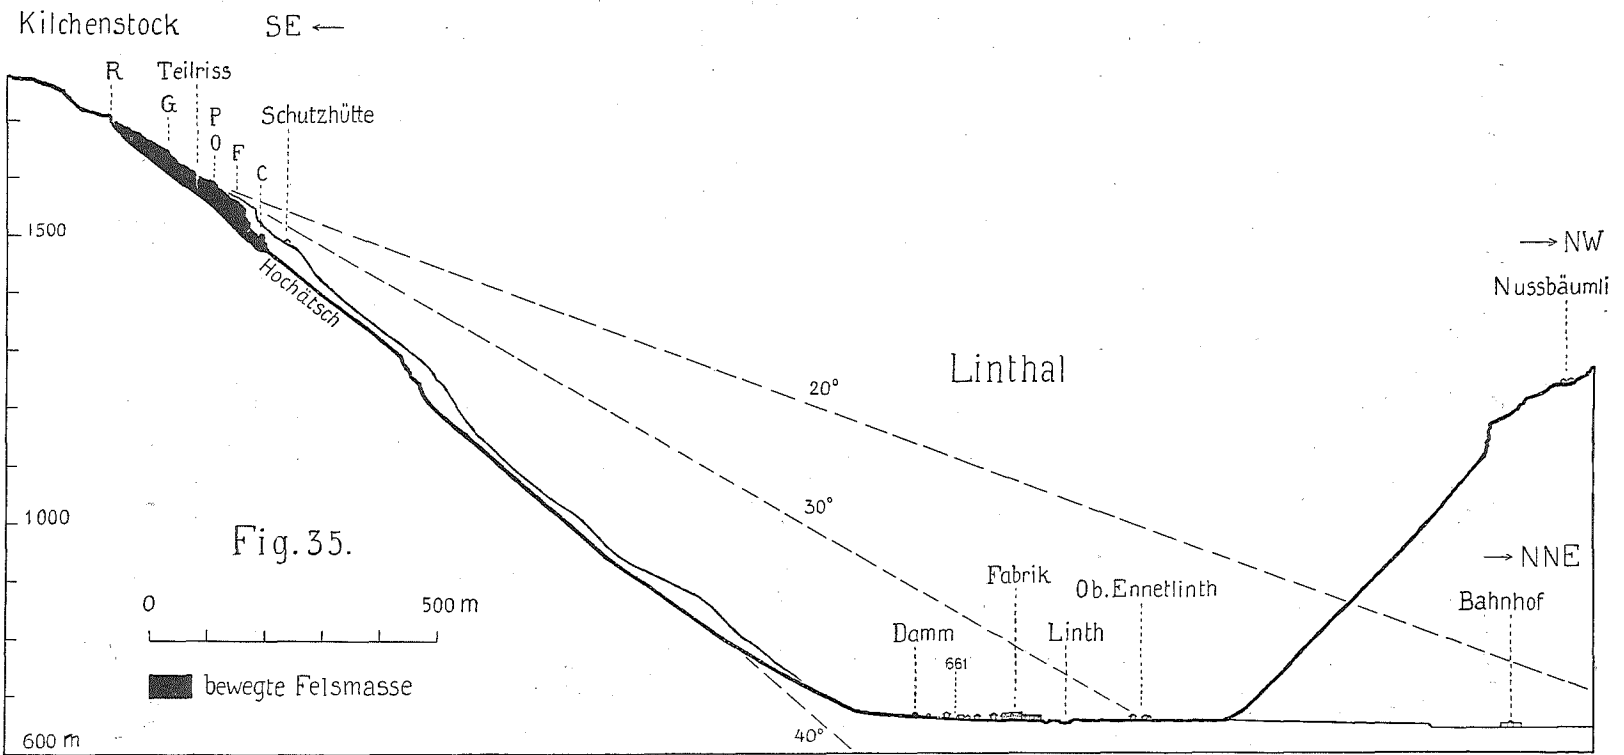 Kilchenstock
SE ←
R
Teilriss
G
P
O
F
C
Schutzhütte
1500
→ NW
Nussbäumli
Hochätsch
Linthal
20°
30°
1000
Fig. 35.
→ NNE
Fabrik
Ob. Ennetlinth
Bahnhof
0
500 m
Damm
Linth
661
bewegte Felsmasse
40°
600 m